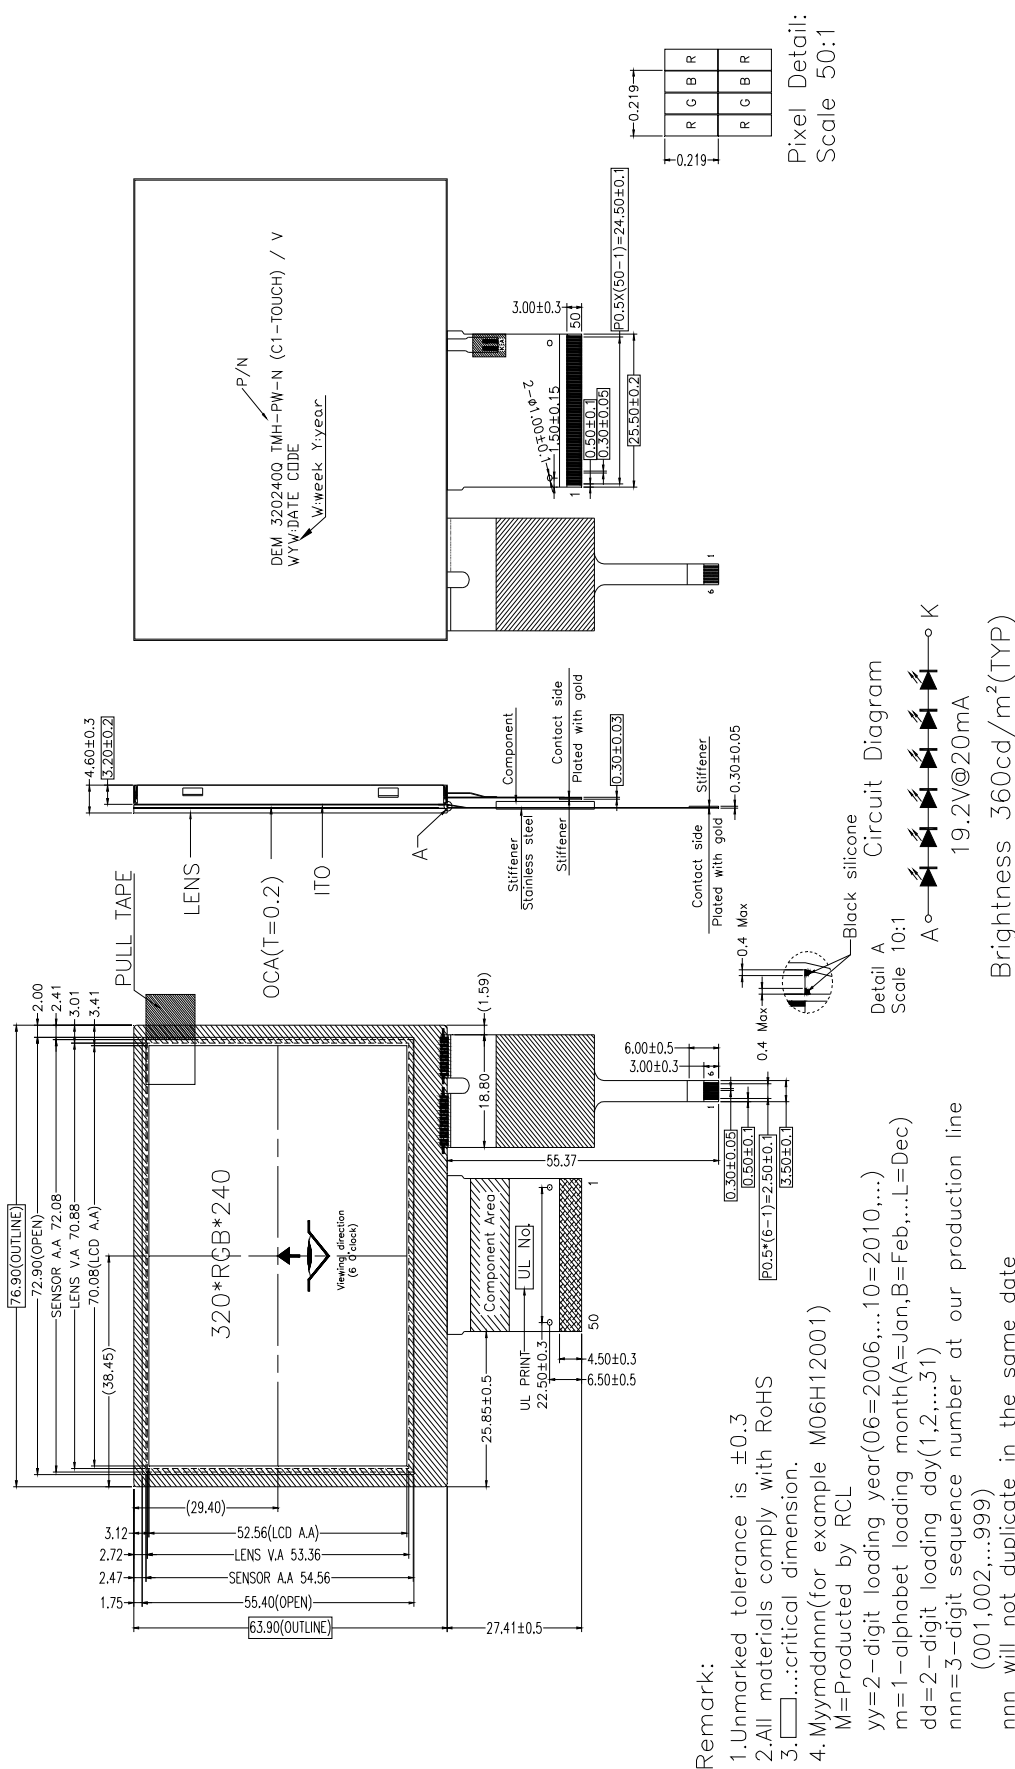 76.90(OUTLINE)
72.90(OPEN)
SENSOR A.A 72.08
LENS V.A 70.88
70.08(LCD A.A)
(38.45)
2.00
2.41
3.01
3.41
PULL TAPE
(29.40)
3.12
52.56(LCD A.A)
2.72
LENS V.A 53.36
2.47
SENSOR A.A 54.56
1.75
55.40(OPEN)
63.90(OUTLINE)
27.41±0.5
320*RGB*240
Viewing direction
(6 O'clock)
(1.59)
18.80
25.85±0.5
Component Area
UL No.
UL PRINT
22.50±0.3
50
1
4.50±0.3
6.50±0.5
55.37
6.00±0.5
3.00±0.3
1
6
0.30±0.05
0.50±0.1
P0.5*(6-1)=2.50±0.1
3.50±0.1
4.60±0.3
3.20±0.2
LENS
OCA(T=0.2)
ITO
A
Stiffener
Stainless steel
Component
Stiffener
Contact side
Plated with gold
0.30±0.03
Contact side
Plated with gold
Stiffener
0.30±0.05
0.4 Max
0.4 Max
Black silicone
Detail A
Scale 10:1
P/N
DEM 320240Q TMH-PW-N (C1-TOUCH) / V
WYW:DATE CODE
W:week Y:year
6
1
3.00±0.3
2-φ1.00±0.1
1.50±0.15
1
50
0.50±0.1
0.30±0.05
25.50±0.2
P0.5X(50-1)=24.50±0.1
0.219
0.219
R G B R
R G B R
Pixel Detail:
Scale 50:1
Circuit Diagram
A
K
19.2V@20mA
Brightness 360cd/m²(TYP)
Remark:
1.Unmarked tolerance is ±0.3
2.All materials comply with RoHS
3. ...:critical dimension.
4. Myymddnnn(for example M06H12001)
M=Producted by RCL
yy=2-digit loading year(06=2006,...10=2010,...)
m=1-alphabet loading month(A=Jan,B=Feb,...L=Dec)
dd=2-digit loading day(1,2,...31)
nnn=3-digit sequence number at our production line
(001,002,...999)
nnn will not duplicate in the same date